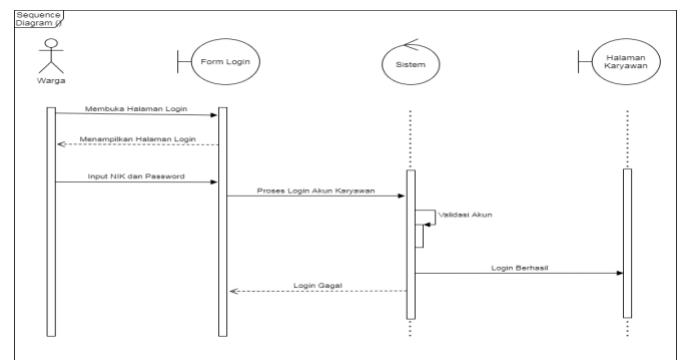 Sequence
Diagram ()
Warga
Form Login
Sistem
Halaman
Karyawan
Membuka Halaman Login
Menampilkan Halaman Login
Input NIK dan Password
Proses Login Akun Karyawan
Validasi Akun
Login Berhasil
Login Gagal